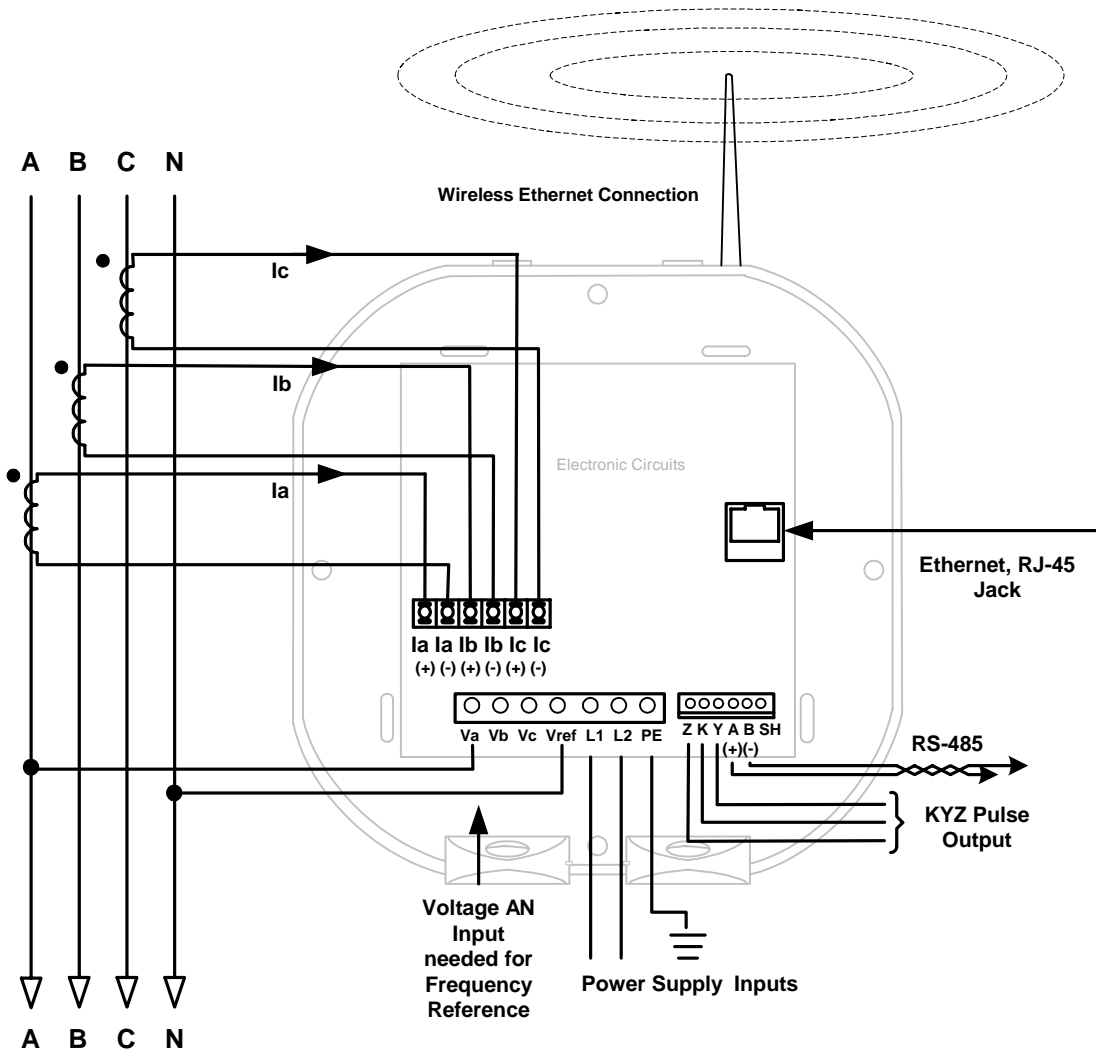 A B C N
Wireless Ethernet Connection
Ic
Ib
Electronic Circuits
Ia
Ethernet, RJ-45
Jack
Ia Ia Ib Ib Ic Ic
(+) (-) (+) (-) (+) (-)
Va Vb Vc Vref L1 L2 PE
Z K Y A B SH
(+) (-)
RS-485
KYZ Pulse
Output
Voltage AN
Input
needed for
Frequency
Reference
Power Supply Inputs
A B C N